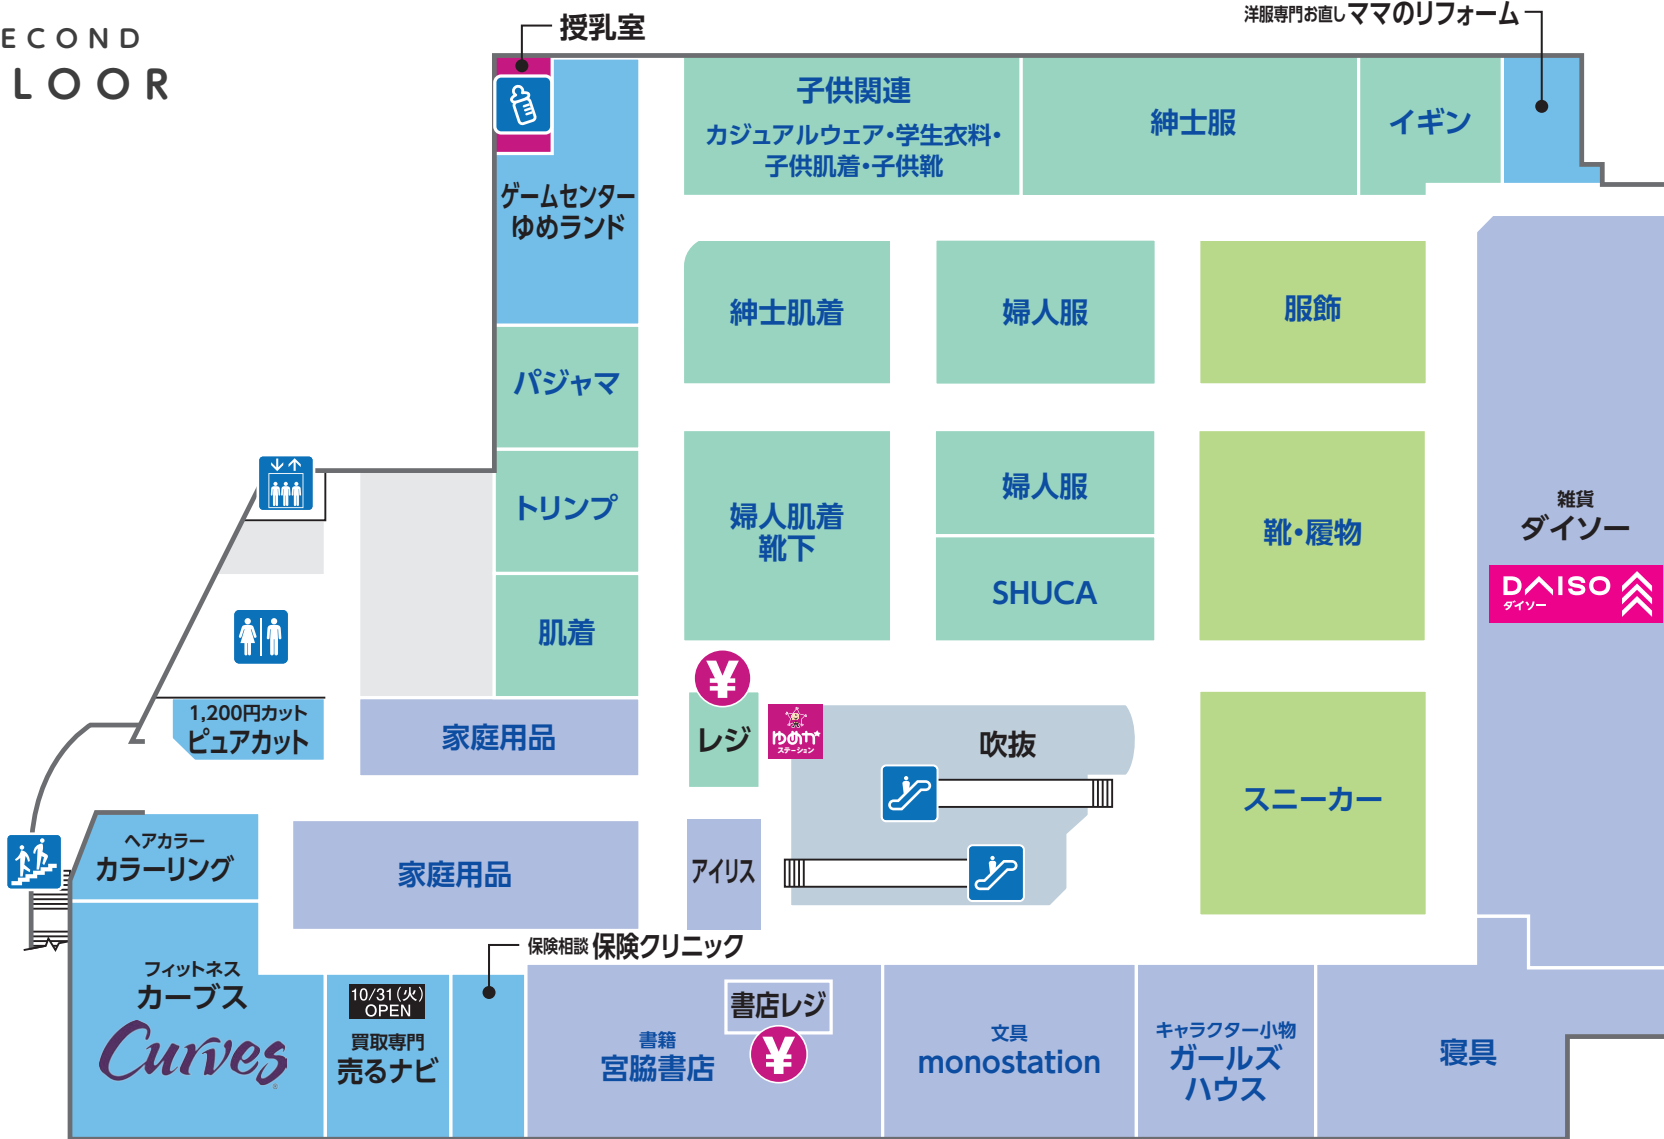 ECOND
LOOR
授乳室
洋服専門お直し ママのリフォーム
子供関連
カジュアルウェア・学生衣料・
子供肌着・子供靴
紳士服
イギン
ゲームセンター
ゆめランド
紳士肌着
婦人服
服飾
パジャマ
トリンプ
肌着
婦人肌着
靴下
婦人服
SHUCA
靴・履物
雑貨
ダイソー
DAISO
ダイソー
1,200円カット
ピュアカット
家庭用品
¥
レジ
ゆめか
ステーション
吹抜
スニーカー
ヘアカラー
カラーリング
家庭用品
アイリス
保険相談 保険クリニック
フィットネス
カーブス
Curves
®
10/31(火)
OPEN
買取専門
売るナビ
書店レジ
¥
書籍
宮脇書店
文具
monostation
キャラクター小物
ガールズ
ハウス
寝具